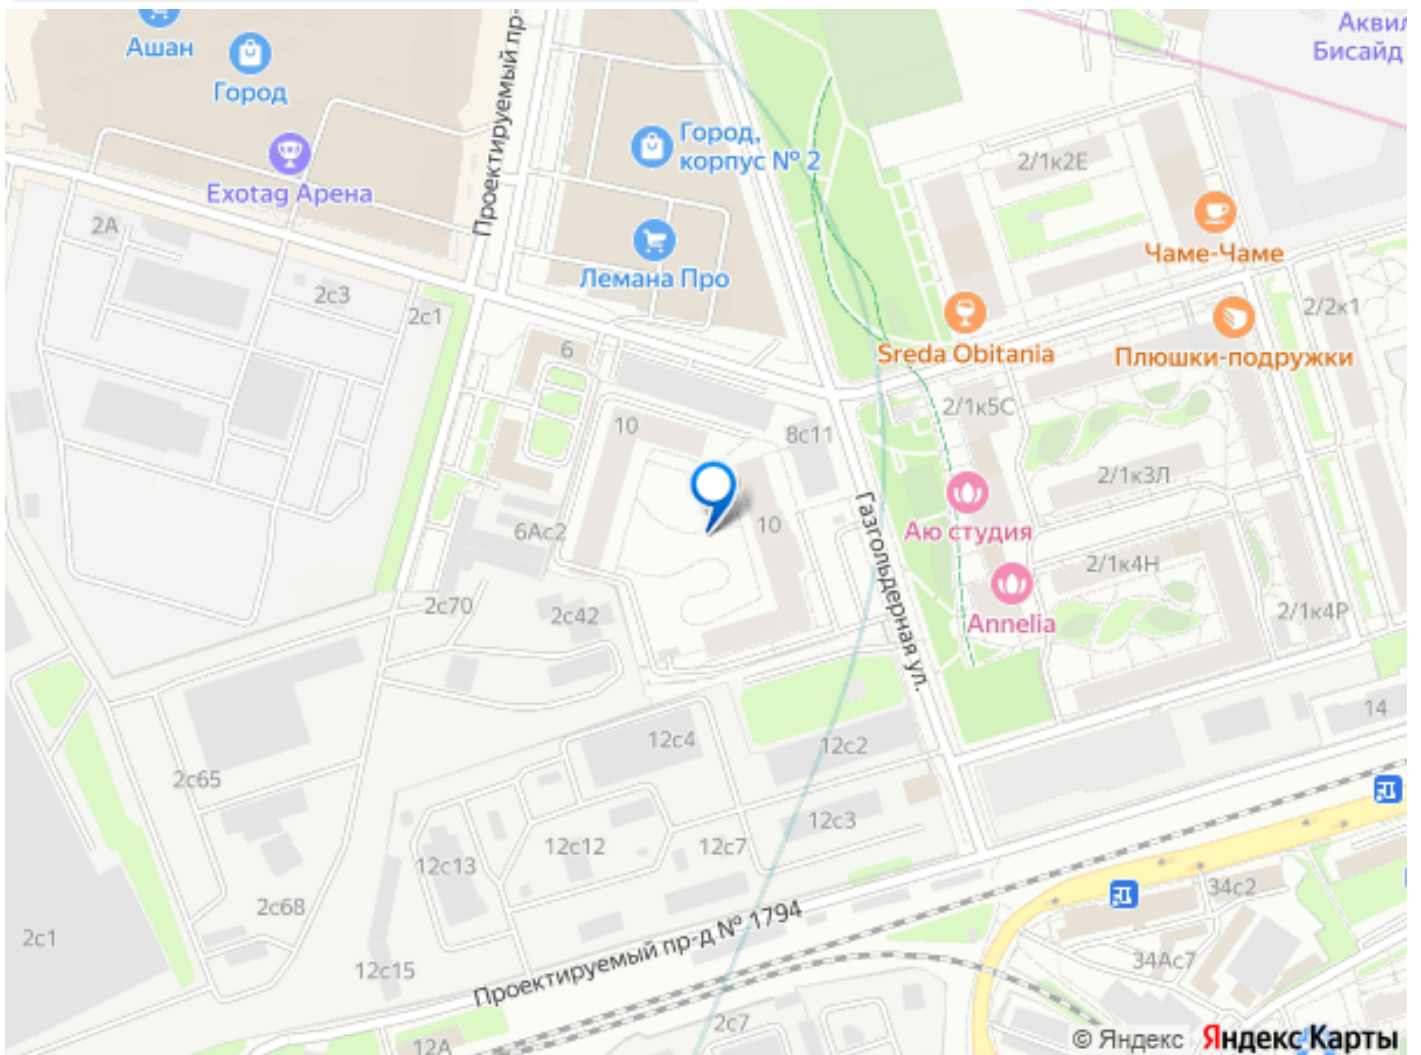 Ашан
Город
Exotag Арена
Проектируемый пр-
Город,
корпус № 2
Лемана Про
Аквил
Бисайд
2/1к2Е
Чаме-Чаме
Sreda Obitania
Плюшки-подружки
2/2к1
2А
2с3
2с1
6
10
8с11
2/1к5С
2/1к3Л
Аю студия
10
6Ас2
Газгольдерная ул.
2/1к4Н
Annelia
2/1к4Р
2с70
2с42
14
12с4
12с2
2с65
12с3
12с13
12с12
12с7
34с2
2с68
Проектируемый пр-д № 1794
2с1
12с15
34Ас7
2с7
12А
© Яндекс Яндекс Карты